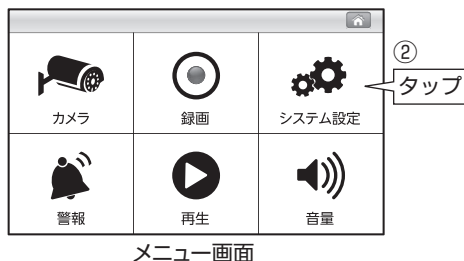 ②
タップ
カメラ
録画
システム設定
警報
再生
音量
メニュー画面